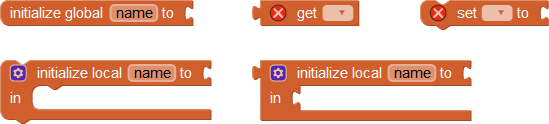 initialize global name to
get
set to
initialize local name to
in
initialize local name to
in